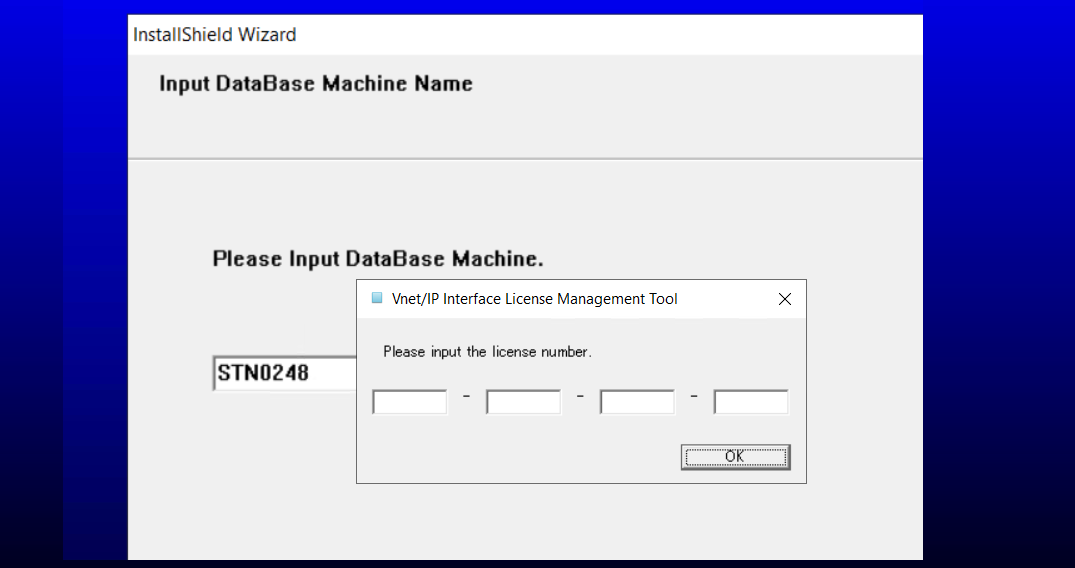 InstallShield Wizard
Input DataBase Machine Name
Please Input DataBase Machine.
STN0248
Vnet/IP Interface License Management Tool
Please input the license number.
- - -
OK